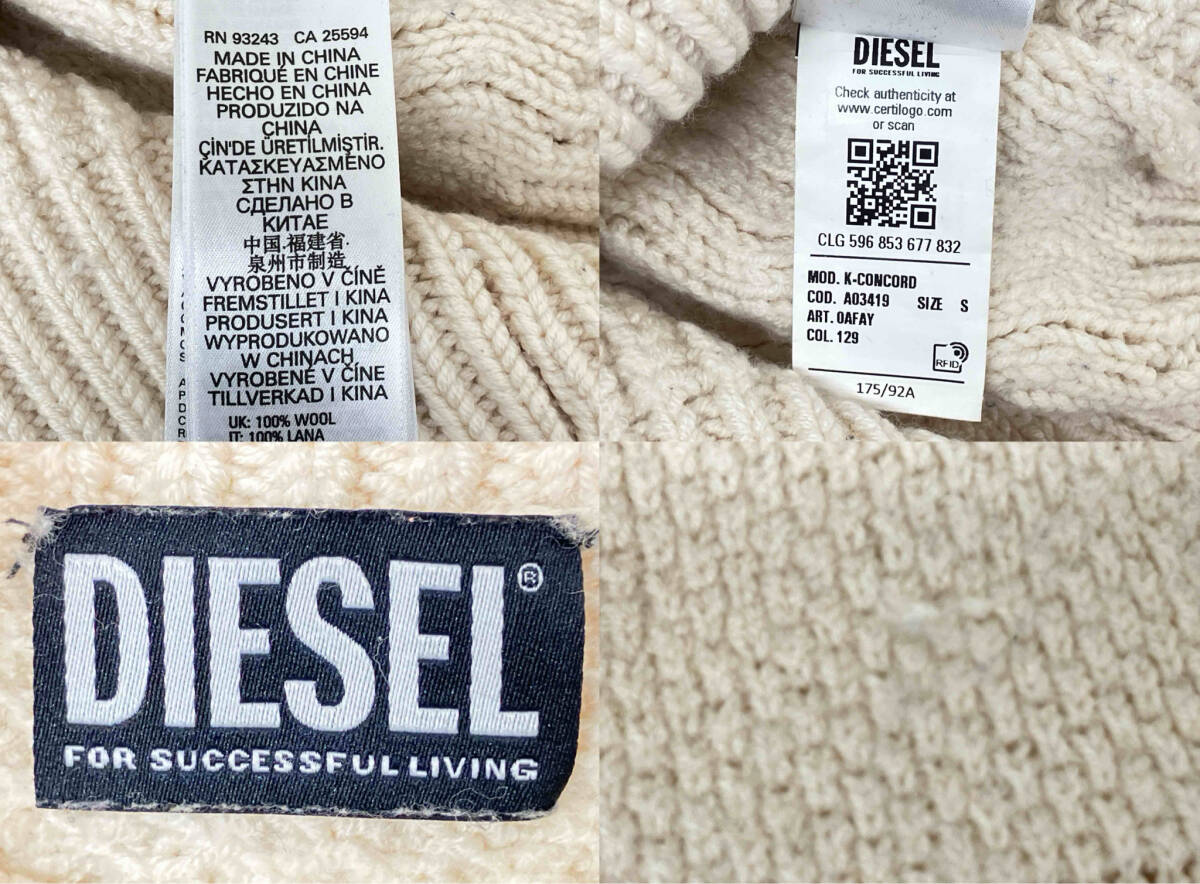 RN 93243 CA 25594
MADE IN CHINA
FABRIQUÉ EN CHINE
HECHO EN CHINA
PRODUZIDO NA
CHINA
ÇİN'DE ÜRETİLMİŞTİR.
ΚΑΤΑΣΚΕΥΑΣΜΕΝΟ
ΣΤΗΝ ΚΙΝΑ
СДЕЛАНО В
КИТАЕ
中国.福建省.
泉州市制造
VYROBENO V ČÍNĚ
FREMSTILLET I KINA
PRODUSERT I KINA
WYPRODUKOWANO
W CHINACH
VYROBENÉ V ČÍNE
TILLVERKAD I KINA
UK: 100% WOOL
IT: 100% LANA
DIESEL
FOR SUCCESSFUL LIVING
Check authenticity at
www.certilogo.com
or scan
CLG 596 853 677 832
MOD. K-CONCORD
COD. A03419 SIZE S
ART. 0AFAY
COL. 129
RFID
175/92A
DIESEL®
FOR SUCCESSFUL LIVING